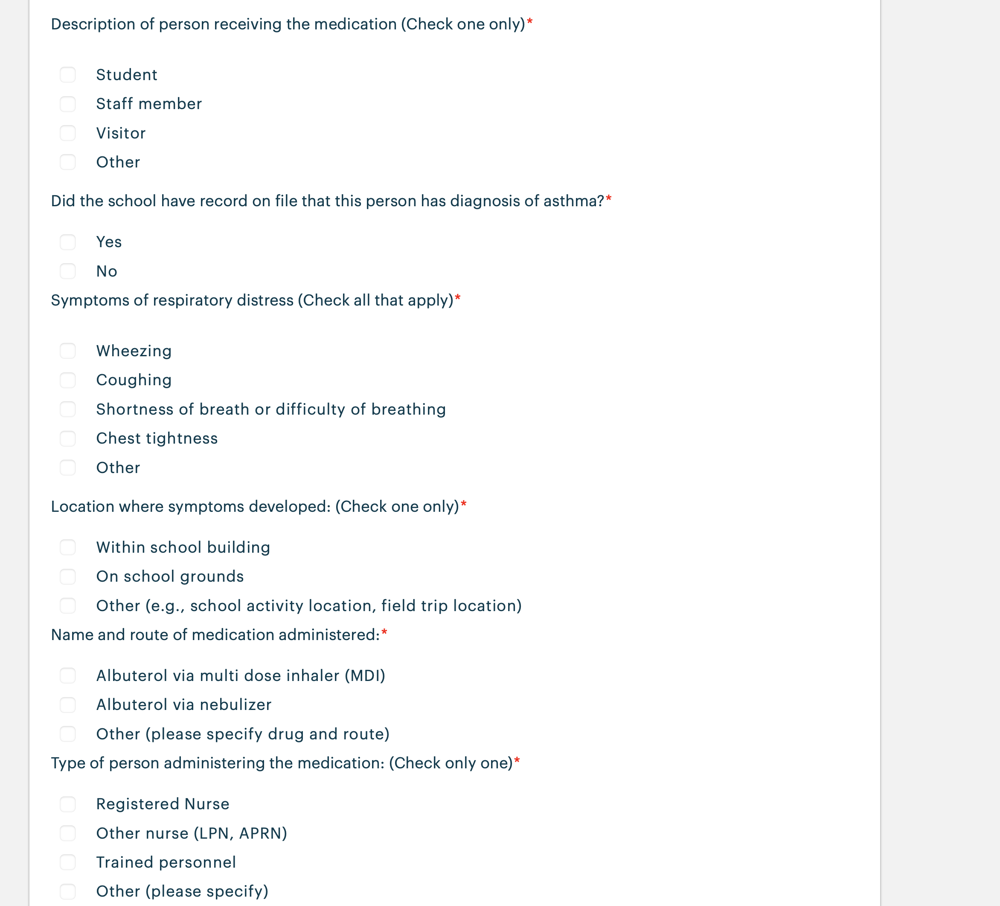 Description of person receiving the medication (Check one only)*
Student
Staff member
Visitor
Other
Did the school have record on file that this person has diagnosis of asthma?*
Yes
No
Symptoms of respiratory distress (Check all that apply)*
Wheezing
Coughing
Shortness of breath or difficulty of breathing
Chest tightness
Other
Location where symptoms developed: (Check one only)*
Within school building
On school grounds
Other (e.g., school activity location, field trip location)
Name and route of medication administered:*
Albuterol via multi dose inhaler (MDI)
Albuterol via nebulizer
Other (please specify drug and route)
Type of person administering the medication: (Check only one)*
Registered Nurse
Other nurse (LPN, APRN)
Trained personnel
Other (please specify)